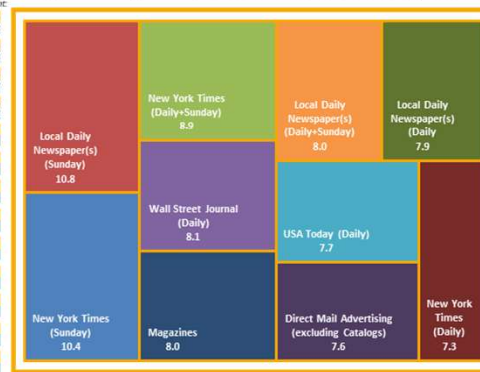 Local Daily
Newspaper(s)
(Sunday)
10.8
New York Times
(Daily+Sunday)
8.9
Local Daily
Newspaper(s)
(Daily+Sunday)
8.0
Local Daily
Newspaper(s)
(Daily
7.9
Wall Street Journal
(Daily)
8.1
USA Today (Daily)
7.7
New York Times
(Sunday)
10.4
Magazines
8.0
Direct Mail Advertising
(excluding Catalogs)
7.6
New York
Times
(Daily)
7.3